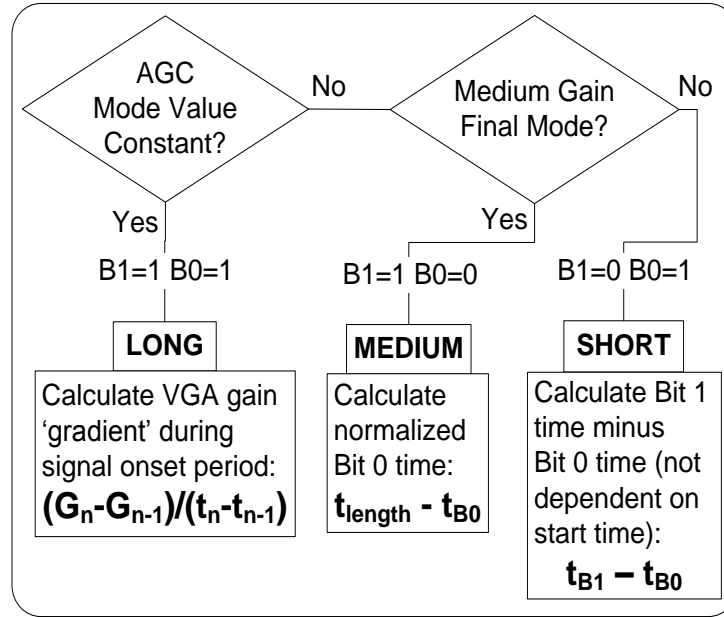 AGC
Mode Value
Constant?
No
Medium Gain
Final Mode?
No
Yes
Yes
B1=1 B0=1
B1=1 B0=0
B1=0 B0=1
LONG
Calculate VGA gain
‘gradient’ during
signal onset period:
(Gn-Gn-1)/(tn-tn-1)
MEDIUM
Calculate
normalized
Bit 0 time:
tlength - tB0
SHORT
Calculate Bit 1
time minus
Bit 0 time (not
dependent on
start time):
tB1 – tB0